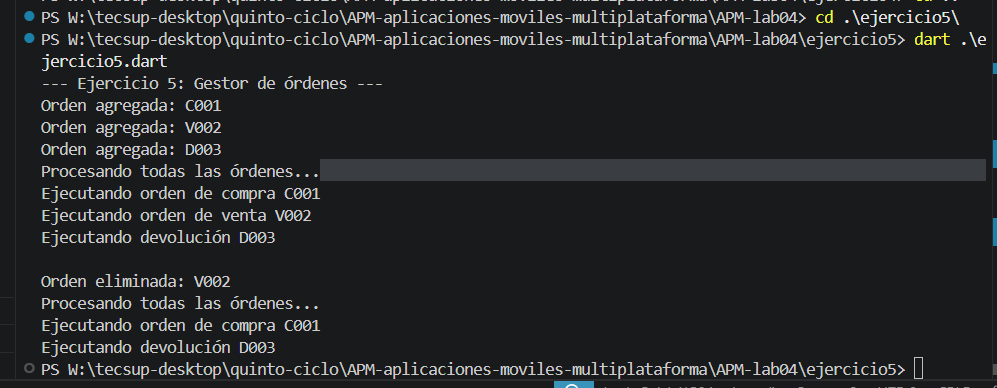 PS W:\tecsup-desktop\quinto-ciclo\APM-aplicaciones-moviles-multiplataforma\APM-lab04> cd .\ejercicio5\
PS W:\tecsup-desktop\quinto-ciclo\APM-aplicaciones-moviles-multiplataforma\APM-lab04\ejercicio5> dart .\e
jercicio5.dart
--- Ejercicio 5: Gestor de órdenes ---
Orden agregada: C001
Orden agregada: V002
Orden agregada: D003
Procesando todas las órdenes...
Ejecutando orden de compra C001
Ejecutando orden de venta V002
Ejecutando devolución D003
Orden eliminada: V002
Procesando todas las órdenes...
Ejecutando orden de compra C001
Ejecutando devolución D003
PS W:\tecsup-desktop\quinto-ciclo\APM-aplicaciones-moviles-multiplataforma\APM-lab04\ejercicio5>